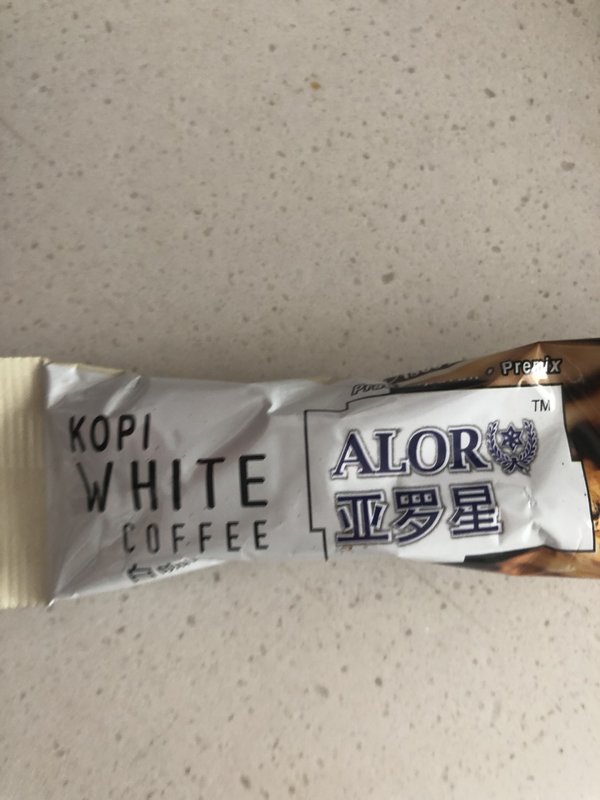 Premix
KOPI
WHITE
COFFEE
ALOR
TM
亚罗星